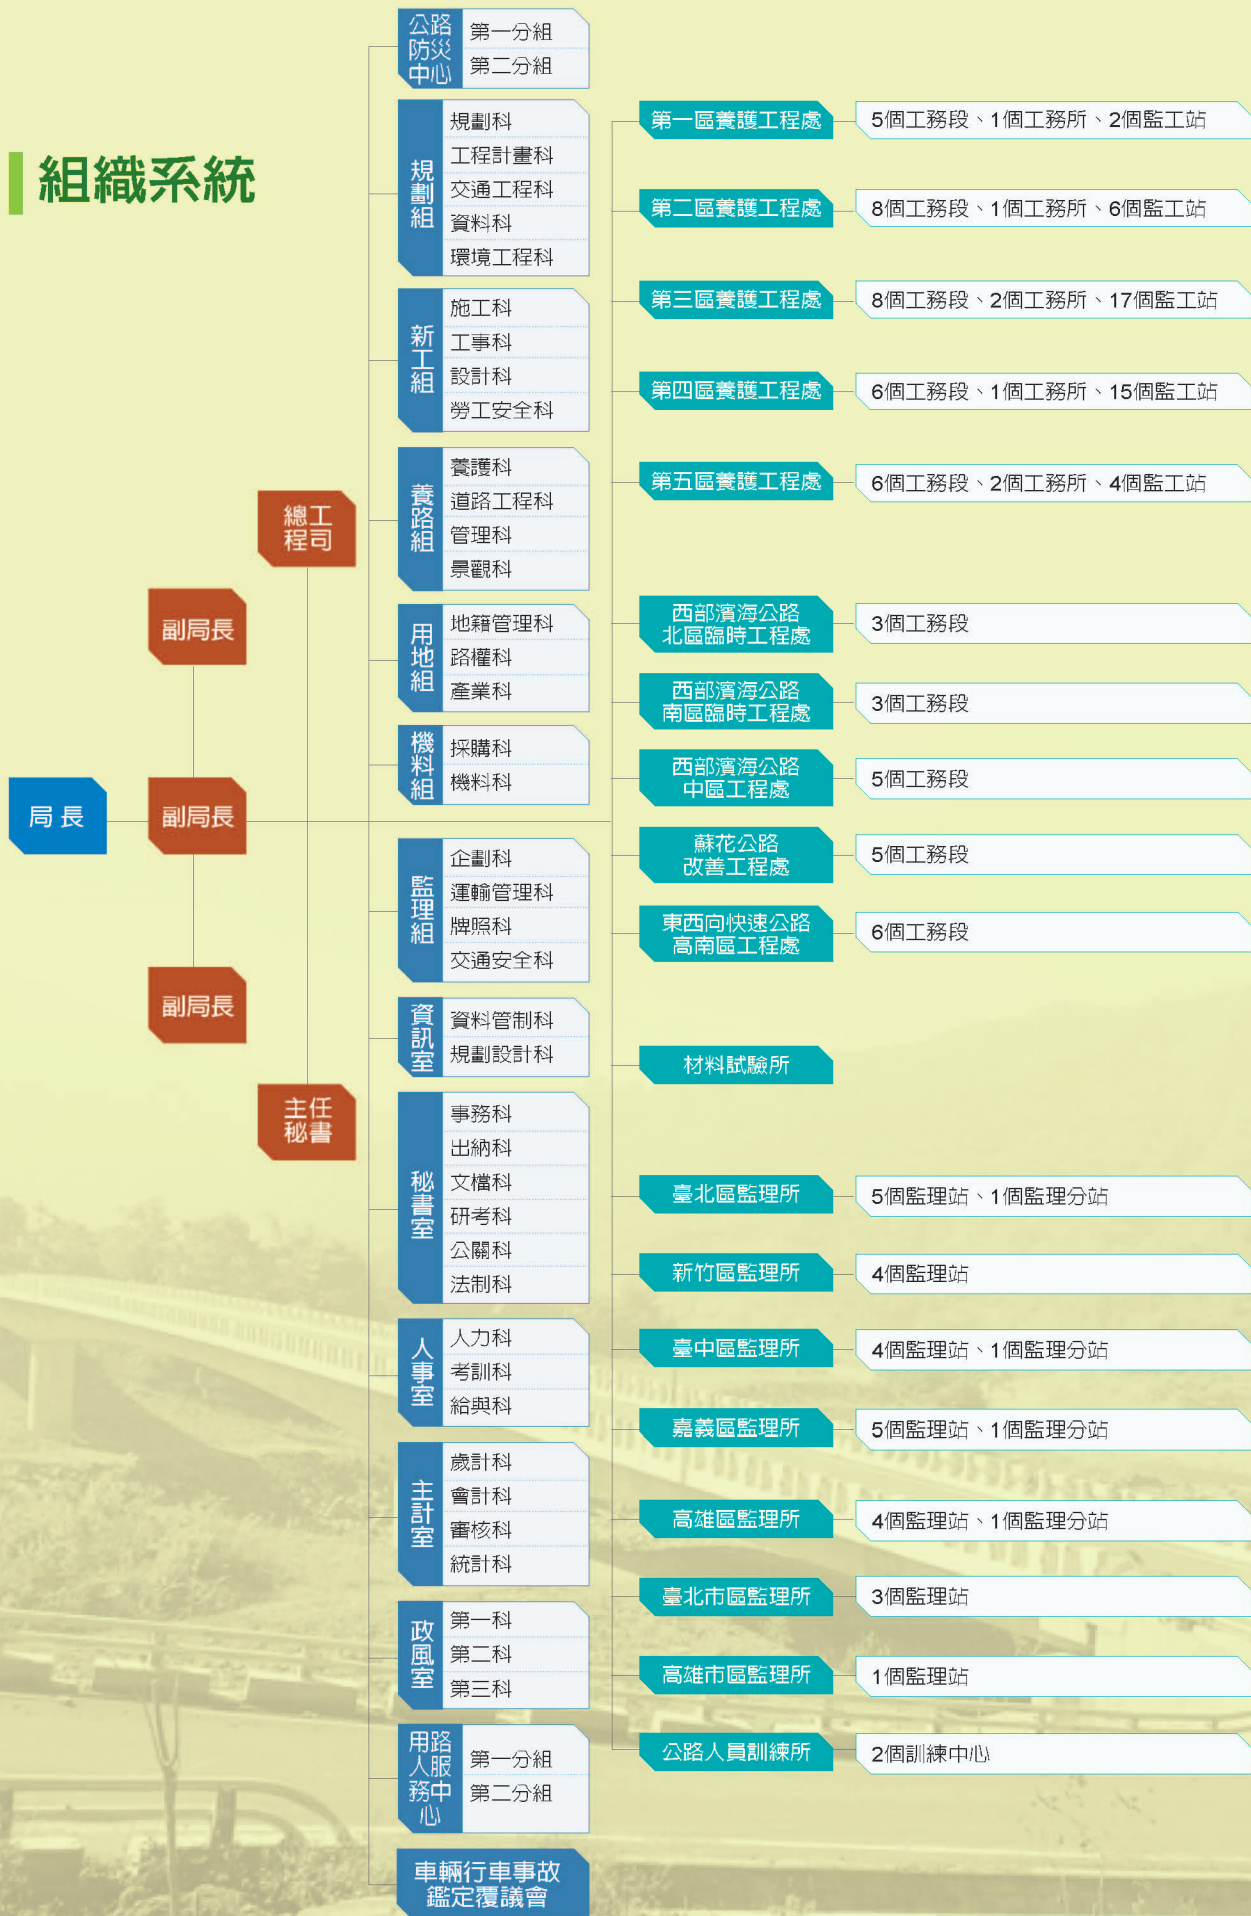 組織系統
局長
副局長
副局長
副局長
總工
程司
主任
秘書
公路
防災
中心
第一分組
第二分組
規劃組
規劃科
工程計畫科
交通工程科
資料科
環境工程科
新工組
施工科
工事科
設計科
勞工安全科
養路組
養護科
道路工程科
管理科
景觀科
用地組
地籍管理科
路權科
產業科
機料組
採購科
機料科
監理組
企劃科
運輸管理科
牌照科
交通安全科
資訊室
資料管制科
規劃設計科
秘書室
事務科
出納科
文檔科
研考科
公關科
法制科
人事室
人力科
考訓科
給與科
主計室
歲計科
會計科
審核科
統計科
政風室
第一科
第二科
第三科
用路
人服
務中
心
第一分組
第二分組
車輛行車事故
鑑定覆議會
第一區養護工程處
5個工務段、1個工務所、2個監工站
第二區養護工程處
8個工務段、1個工務所、6個監工站
第三區養護工程處
8個工務段、2個工務所、17個監工站
第四區養護工程處
6個工務段、1個工務所、15個監工站
第五區養護工程處
6個工務段、2個工務所、4個監工站
西部濱海公路
北區臨時工程處
3個工務段
西部濱海公路
南區臨時工程處
3個工務段
西部濱海公路
中區工程處
5個工務段
蘇花公路
改善工程處
5個工務段
東西向快速公路
高南區工程處
6個工務段
材料試驗所
臺北區監理所
5個監理站、1個監理分站
新竹區監理所
4個監理站
臺中區監理所
4個監理站、1個監理分站
嘉義區監理所
5個監理站、1個監理分站
高雄區監理所
4個監理站、1個監理分站
臺北市區監理所
3個監理站
高雄市區監理所
1個監理站
公路人員訓練所
2個訓練中心